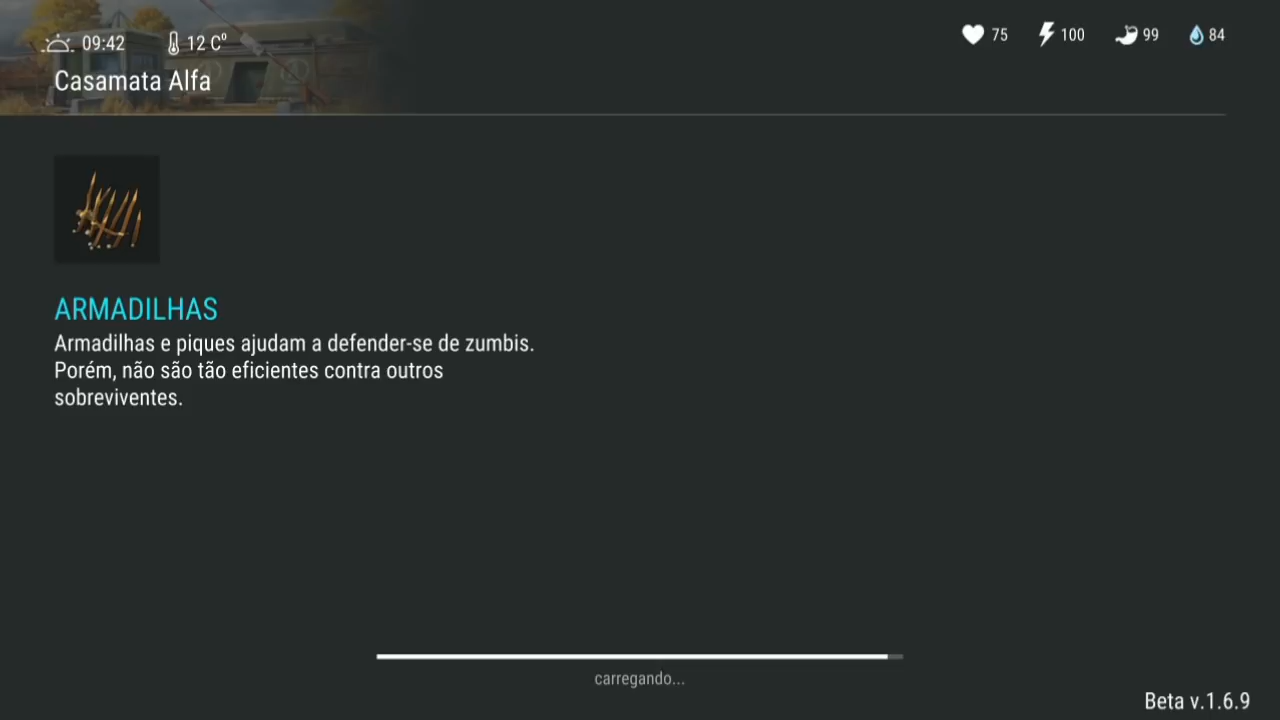 09:42 12 Cº
Casamata Alfa
75 100 99 84
ARMADILHAS
Armadilhas e piques ajudam a defender-se de zumbis.
Porém, não são tão eficientes contra outros
sobreviventes.
carregando...
Beta v.1.6.9